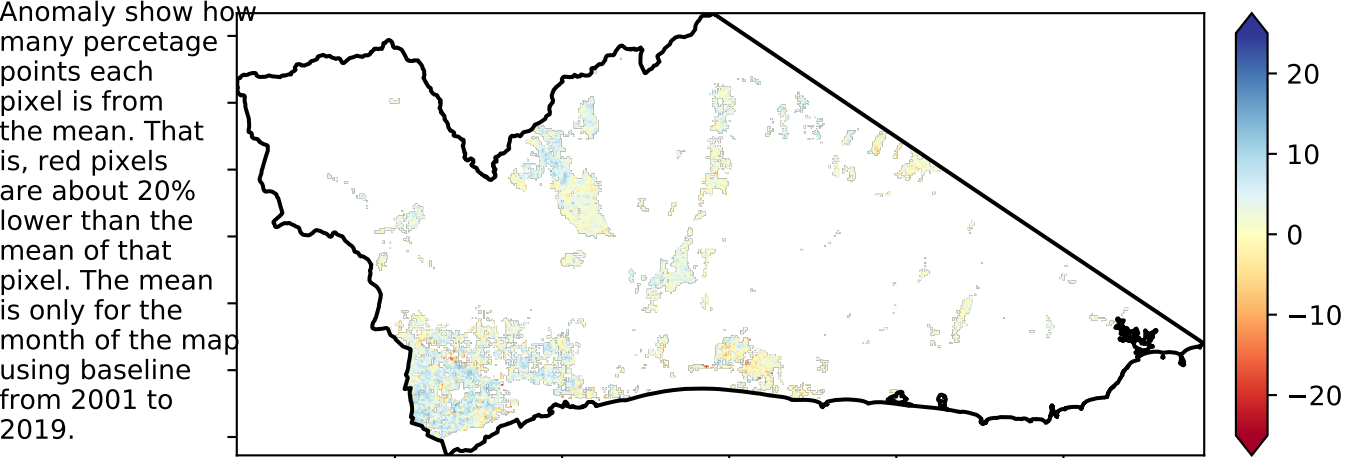 Anomaly show how
many percetage
points each
pixel is from
the mean. That
is, red pixels
are about 20%
lower than the
mean of that
pixel. The mean
is only for the
month of the map
using baseline
from 2001 to
2019.
20
10
0
−10
−20